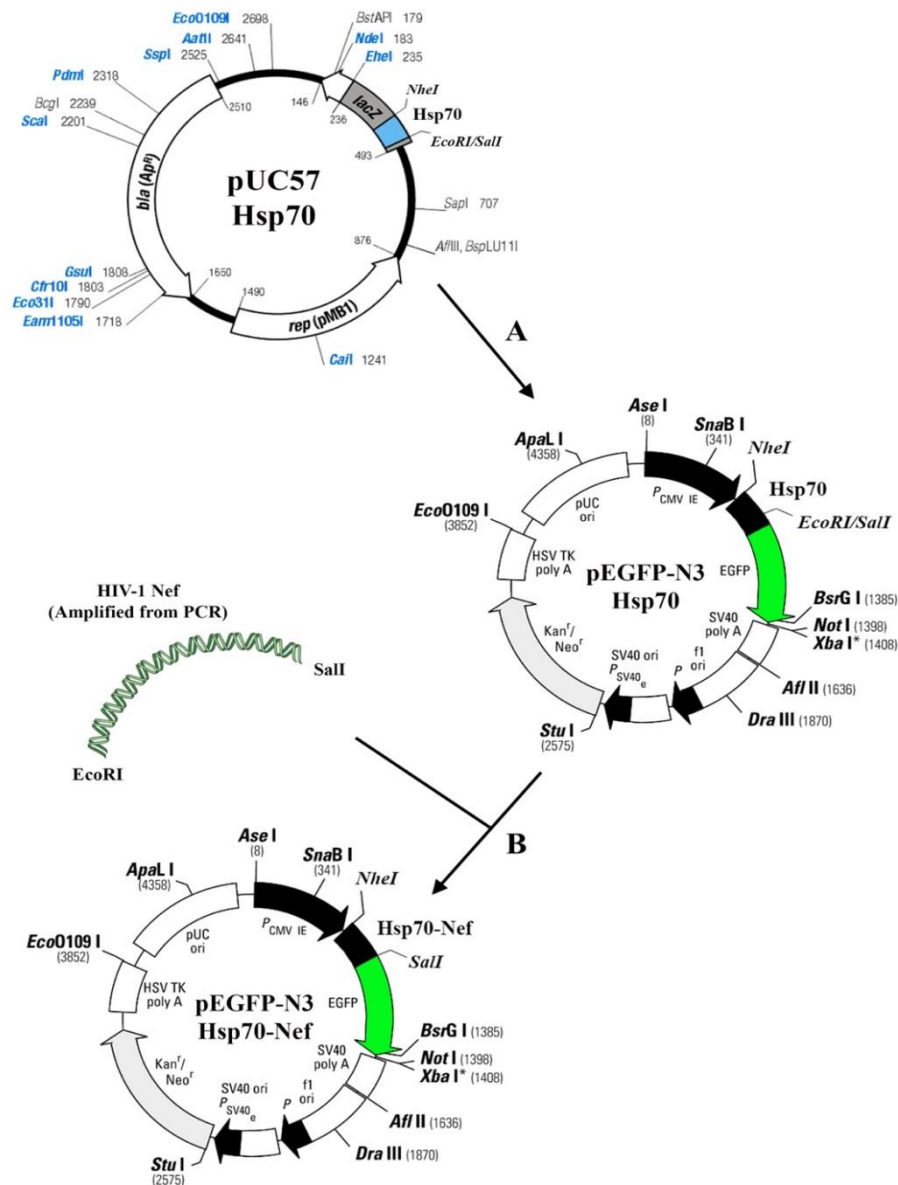 EcoO109I 2698
AatII 2641
SspI 2525
PdmI 2318
BcgI 2239
ScaI 2201
BstAPI 179
NdeI 183
EheI 235
NheI
Hsp70
EcoRI/SalI
2510
146
236
lacZ
493
bla (ApR)
pUC57
Hsp70
SapI 707
AflIII, BspLU11I
876
GsuI 1808
Cfr10I 1803
Eco31I 1790
Eam1105I 1718
1650
1490
rep (pMB1)
CaiI 1241
A
Ase I
(8)
SnaB I
(341)
NheI
ApaL I
(4358)
Hsp70
PCMV IE
pUC
ori
EcoRI/SalI
EcoO109 I
(3852)
HSV TK
poly A
EGFP
pEGFP-N3
Hsp70
BsrG I (1385)
Not I (1398)
Xba I* (1408)
SV40
poly A
Kanr/
Neor
SV40 ori
PSV40e
P
f1
ori
Afl II (1636)
Dra III (1870)
Stu I
(2575)
HIV-1 Nef
(Amplified from PCR)
SalI
EcoRI
B
Ase I
(8)
SnaB I
(341)
NheI
ApaL I
(4358)
Hsp70-Nef
PCMV IE
pUC
ori
SalI
EcoO109 I
(3852)
HSV TK
poly A
EGFP
pEGFP-N3
Hsp70-Nef
BsrG I (1385)
Not I (1398)
Xba I* (1408)
SV40
poly A
Kanr/
Neor
SV40 ori
PSV40e
P
f1
ori
Afl II (1636)
Dra III (1870)
Stu I
(2575)